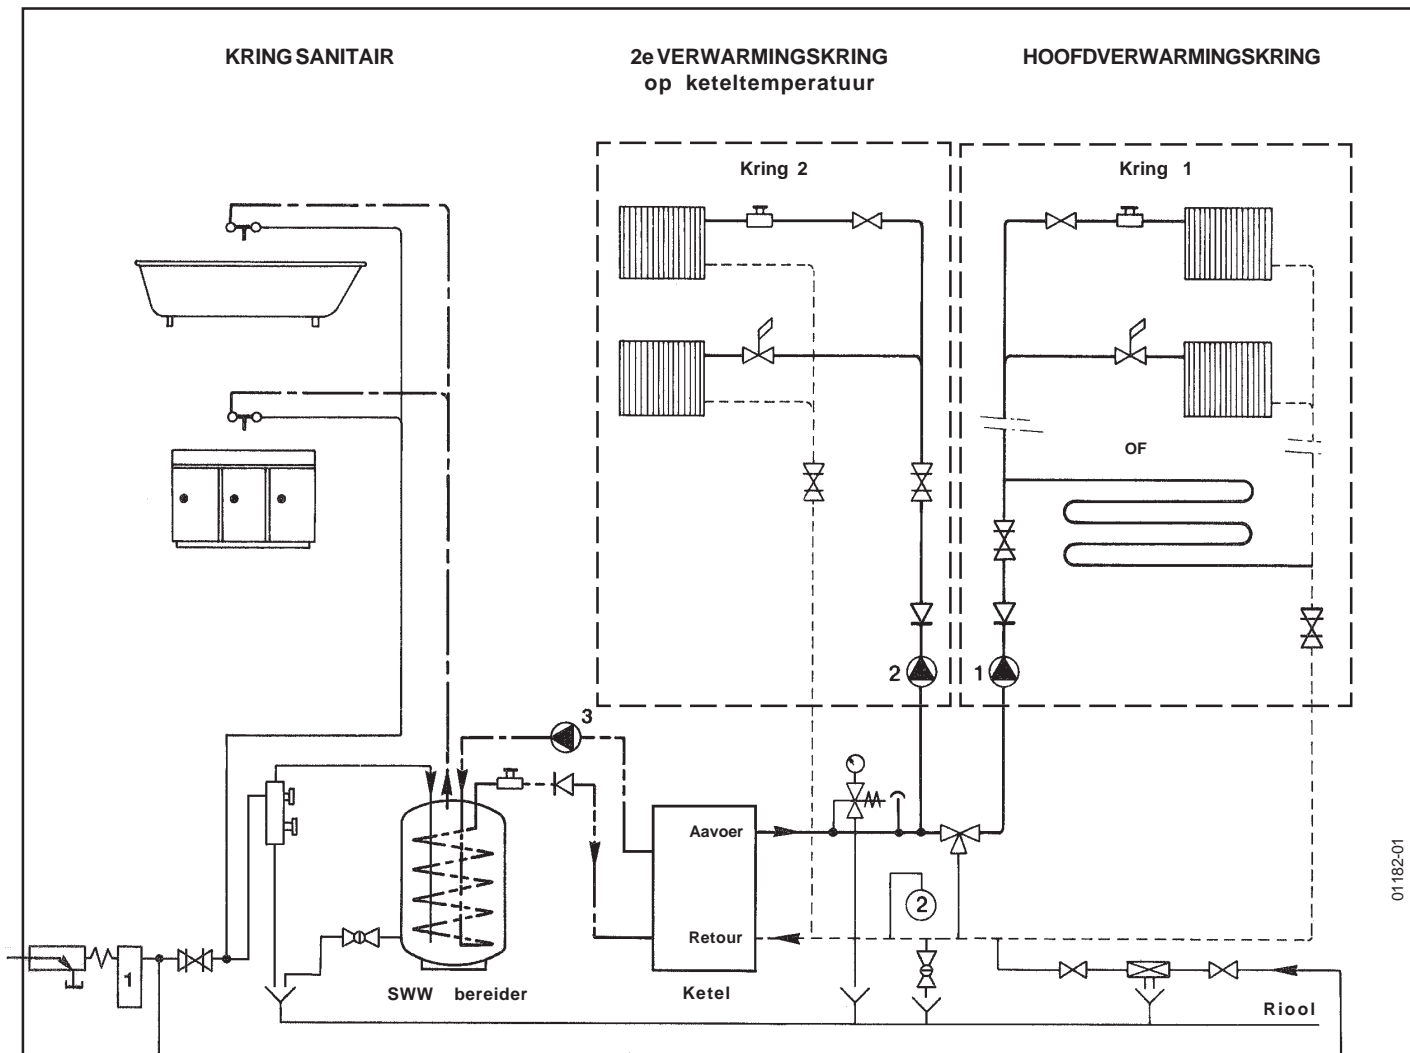 KRING SANITAIR
2e VERWARMINGSKRING
op keteltemperatuur
HOOFDVERWARMINGSKRING
Kring 2
Kring 1
OF
2
1
3
Aavoer
2
Retour
1
SWW bereider
Ketel
Riool
01182-01